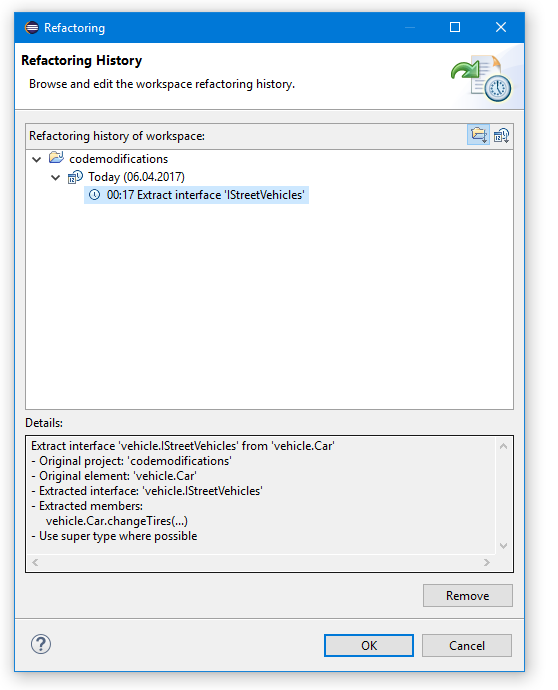 Refactoring
Refactoring History
Browse and edit the workspace refactoring history.
Refactoring history of workspace:
codemodifications
Today (06.04.2017)
00:17 Extract interface 'IStreetVehicles'
Details:
Extract interface 'vehicle.IStreetVehicles' from 'vehicle.Car'
- Original project: 'codemodifications'
- Original element: 'vehicle.Car'
- Extracted interface: 'vehicle.IStreetVehicles'
- Extracted members:
vehicle.Car.changeTires(...)
- Use super type where possible
Remove
OK
Cancel